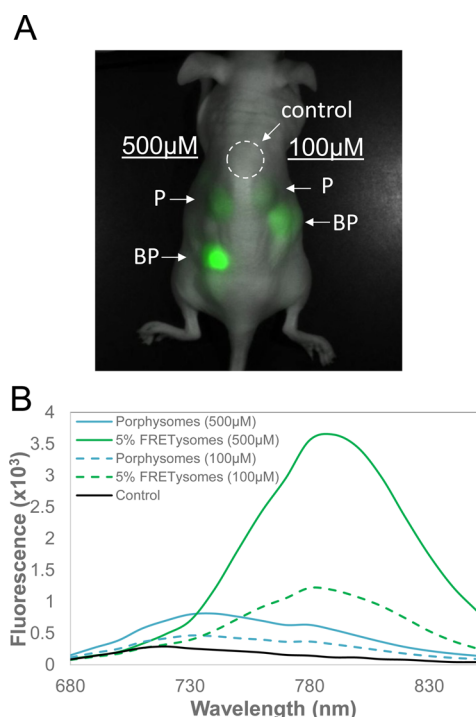 A
control
500µM
100µM
P
P
BP
BP
B
4
Porphysomes (500µM)
3.5
5% FRETysomes (500µM)
3
Porphysomes (100µM)
2.5
5% FRETysomes (100µM)
2
Control
1.5
1
0.5
0
Fluorescence (x10³)
680
730
780
830
Wavelength (nm)